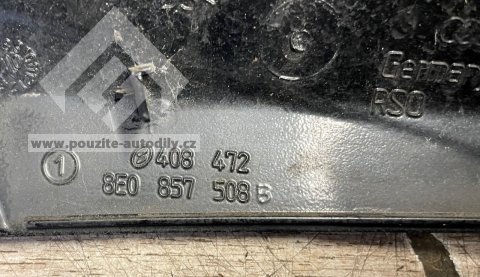 Germany
RSO
www.pouzite-autodily.cz
1 408 472
8E0 857 508 B